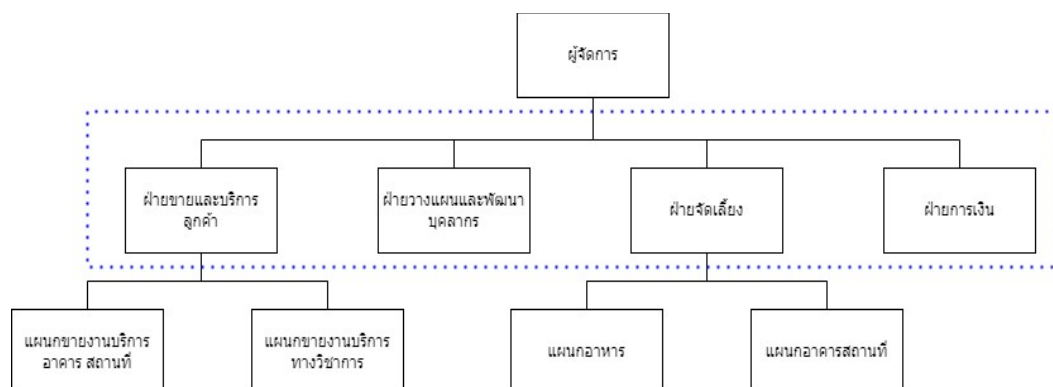 ผู้จัดการ
ฝ่ายขายและบริการ
ลูกค้า
ฝ่ายวางแผนและพัฒนา
บุคลากร
ฝ่ายจัดเลี้ยง
ฝ่ายการเงิน
แผนกขายงานบริการ
อาคาร สถานที่
แผนกขายงานบริการ
ทางวิชาการ
แผนกอาหาร
แผนกอาคารสถานที่